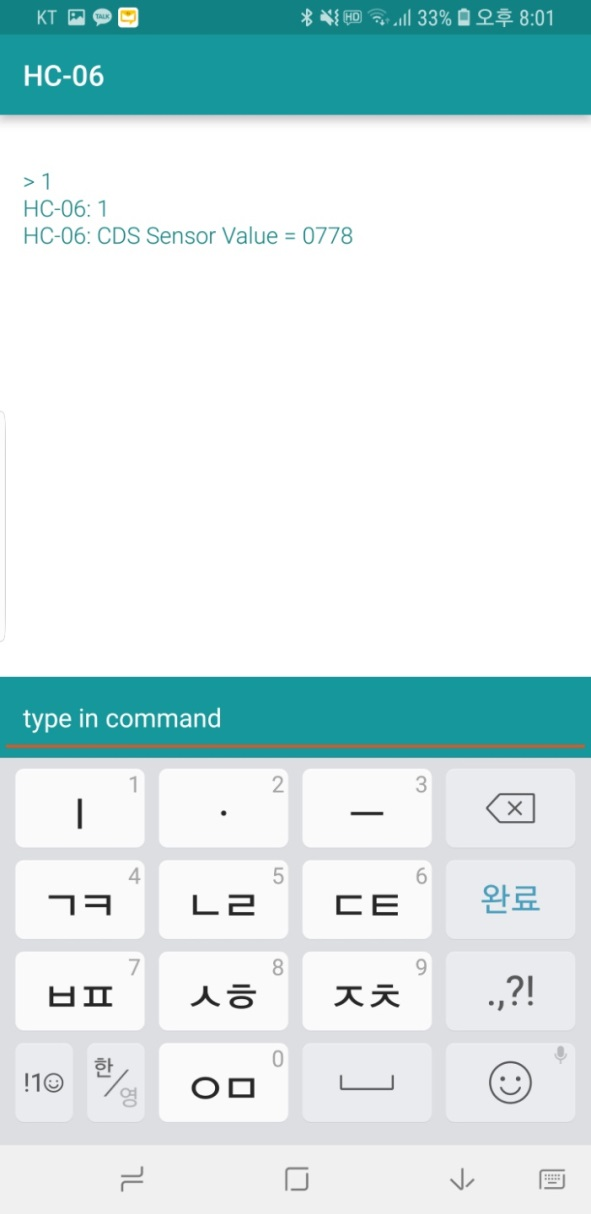 KT TALK HD 33% 오후 8:01
HC-06
> 1
HC-06: 1
HC-06: CDS Sensor Value = 0778
type in command
ㅣ 1 · 2 ㅡ 3
ㄱㅋ 4 ㄴㄹ 5 ㄷㅌ 6 완료
ㅂㅍ 7 ㅅㅎ 8 ㅈㅊ 9 .,?!
!1☺ 한/영 ㅇㅁ 0